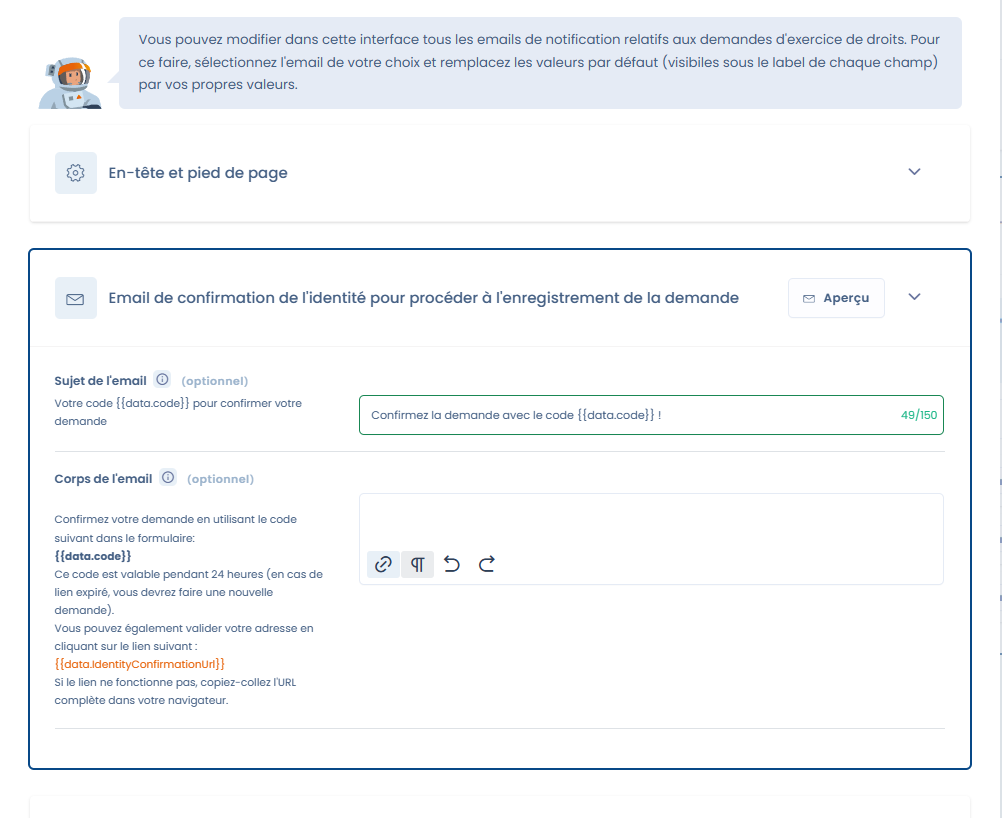 Vous pouvez modifier dans cette interface tous les emails de notification relatifs aux demandes d'exercice de droits. Pour
ce faire, sélectionnez l'email de votre choix et remplacez les valeurs par défaut (visibiles sous le label de chaque champ)
par vos propres valeurs.
En-tête et pied de page
Email de confirmation de l'identité pour procéder à l'enregistrement de la demande
Aperçu
Sujet de l'email (optionnel)
Votre code {{data.code}} pour confirmer votre
demande
Confirmez la demande avec le code {{data.code}} !
49/150
Corps de l'email (optionnel)
Confirmez votre demande en utilisant le code
suivant dans le formulaire:
{{data.code}}
Ce code est valable pendant 24 heures (en cas de
lien expiré, vous devrez faire une nouvelle
demande).
Vous pouvez également valider votre adresse en
cliquant sur le lien suivant :
{{data.IdentityConfirmationUrl}}
Si le lien ne fonctionne pas, copiez-collez l'URL
complète dans votre navigateur.